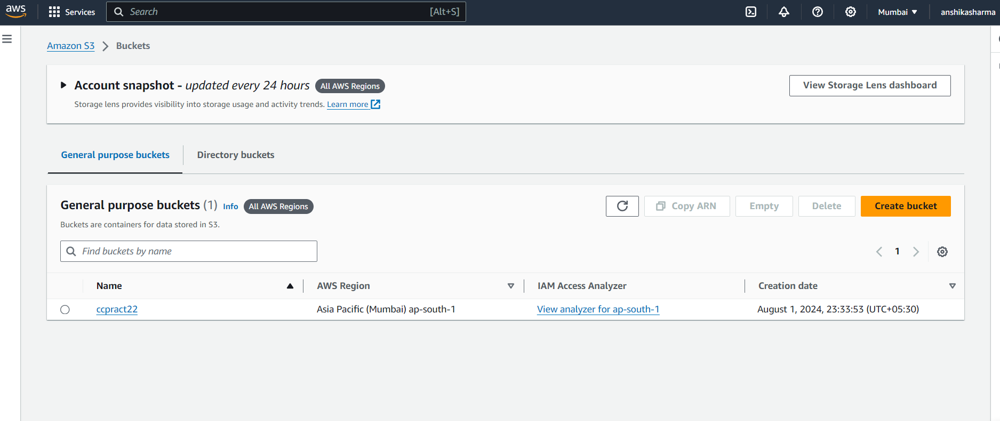 aws Services Search [Alt+S] Mumbai anshikasharma
Amazon S3 Buckets
Account snapshot - updated every 24 hours All AWS Regions View Storage Lens dashboard
Storage lens provides visibility into storage usage and activity trends. Learn more
General purpose buckets Directory buckets
General purpose buckets (1) Info All AWS Regions Copy ARN Empty Delete Create bucket
Buckets are containers for data stored in S3.
Find buckets by name 1
Name AWS Region IAM Access Analyzer Creation date
ccpract22 Asia Pacific (Mumbai) ap-south-1 View analyzer for ap-south-1 August 1, 2024, 23:33:53 (UTC+05:30)